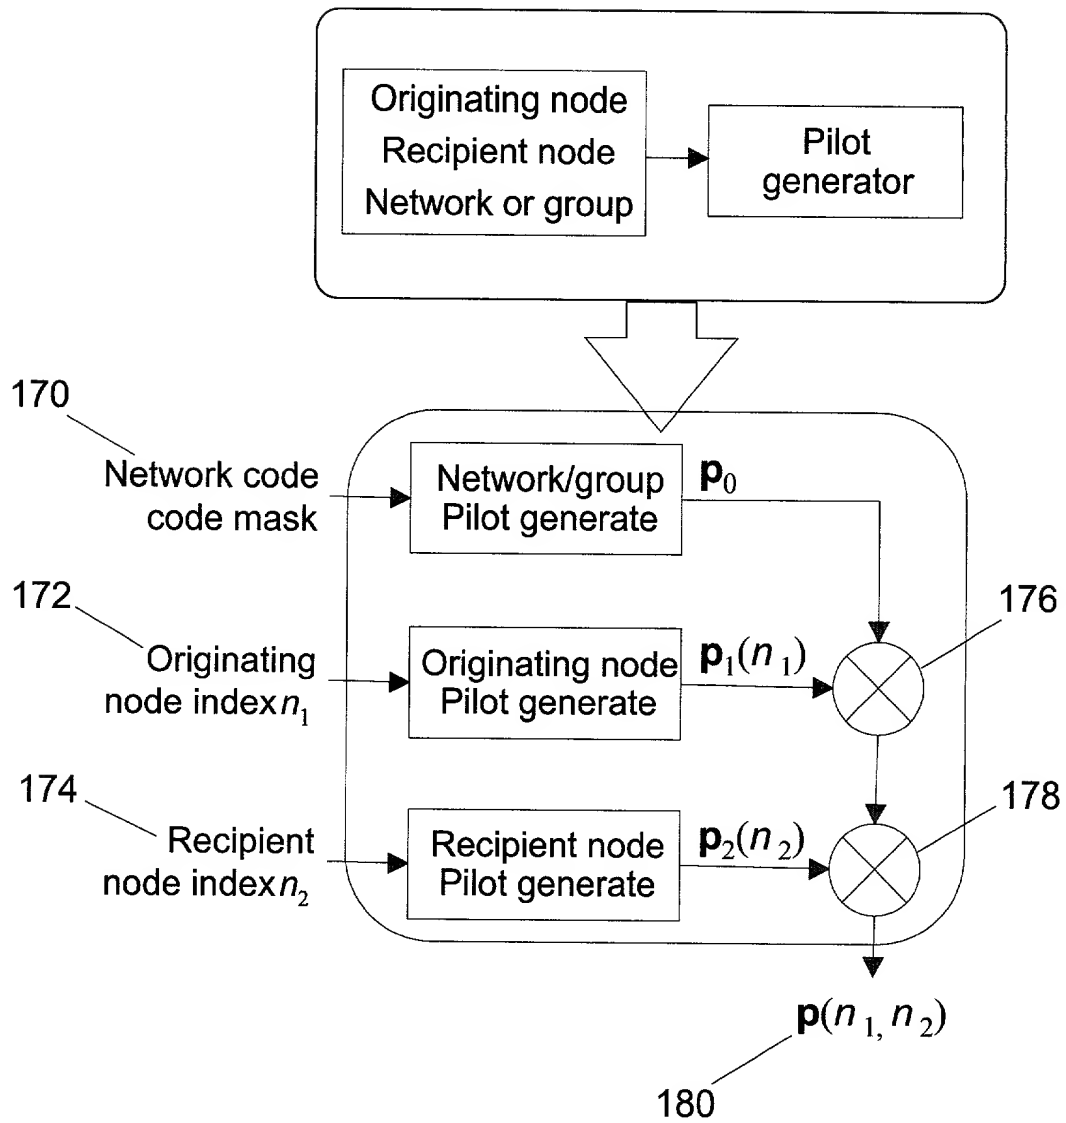 Originating node
Recipient node
Network or group
Pilot
generator
170
Network code
code mask
Network/group
Pilot generate
p0
172
Originating
node index n1
Originating node
Pilot generate
p1(n1)
176
174
Recipient
node index n2
Recipient node
Pilot generate
p2(n2)
178
p(n1, n2)
180